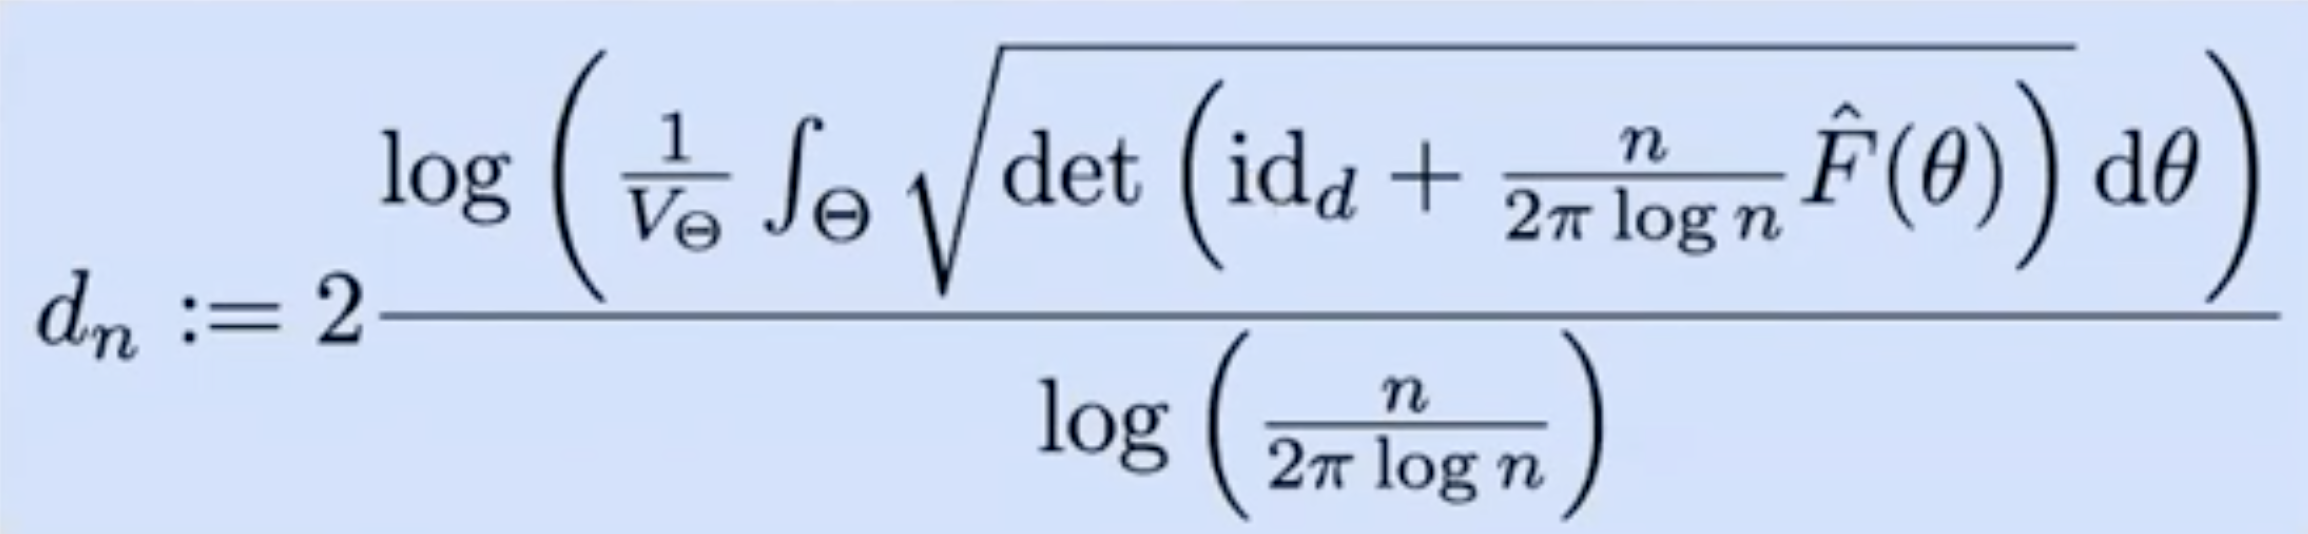 $d_n := 2 \frac{\log \left( \frac{1}{V_\Theta} \int_\Theta \sqrt{\det \left( \mathrm{id}_d + \frac{n}{2\pi \log n} \hat{F}(\theta) \right)} \, \mathrm{d}\theta \right)}{\log \left( \frac{n}{2\pi \log n} \right)}$